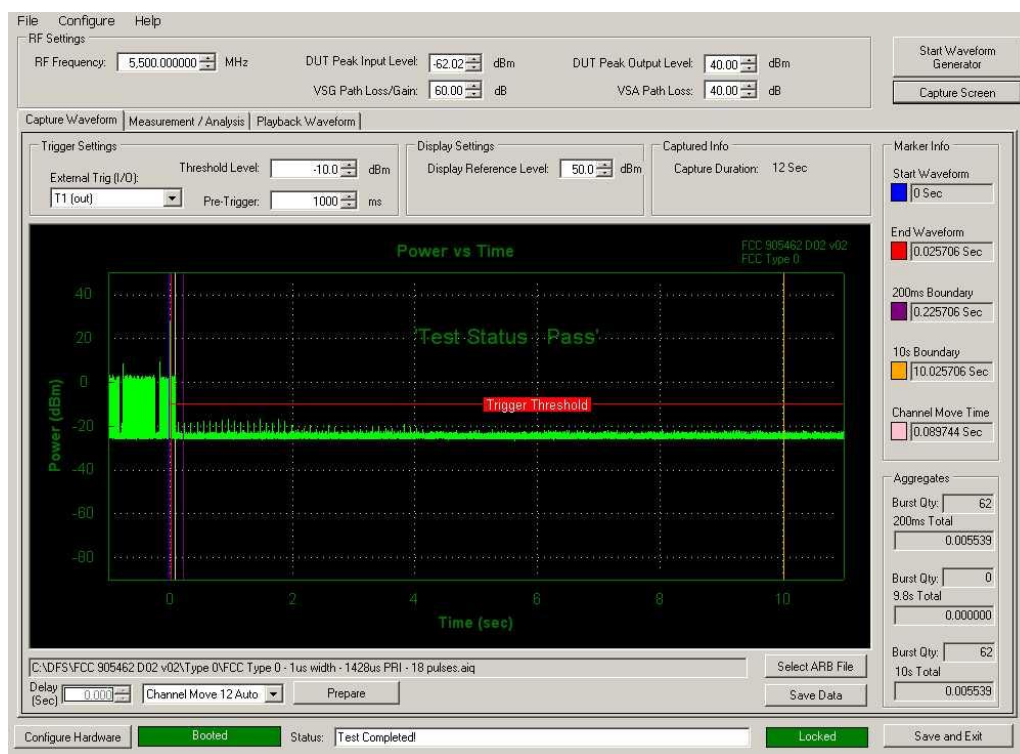 File Configure Help
RF Settings
RF Frequency: 5,500.000000 MHz DUT Peak Input Level: -62.02 dBm DUT Peak Output Level: 40.00 dBm
VSG Path Loss/Gain: 60.00 dB VSA Path Loss: 40.00 dB
Start Waveform
Generator
Capture Screen
Capture Waveform Measurement / Analysis Playback Waveform
Trigger Settings
External Trig (I/O):
T1 (out)
Threshold Level: -10.0 dBm
Pre-Trigger: 1000 ms
Display Settings
Display Reference Level: 50.0 dBm
Captured Info
Capture Duration: 12 Sec
Power vs Time
FCC 905462 D02 v02
FCC Type 0
'Test Status : Pass'
Trigger Threshold
Power (dBm)
40
20
0
-20
-40
-60
-80
0 2 4 6 8 10
Time (sec)
Marker Info
Start Waveform
0 Sec
End Waveform
0.025706 Sec
200ms Boundary
0.225706 Sec
10s Boundary
10.025706 Sec
Channel Move Time
0.089744 Sec
Aggregates
Burst Qty: 62
200ms Total
0.005539
Burst Qty: 0
9.8s Total
0.000000
Burst Qty: 62
10s Total
0.005539
C:\DFS\FCC 905462 D02 v02\Type 0\FCC Type 0 - 1us width - 1428us PRI - 18 pulses.aiq
Select ARB File
Delay
(Sec) 0.000 Channel Move 12 Auto Prepare
Save Data
Configure Hardware Booted Status: Test Completed! Locked Save and Exit